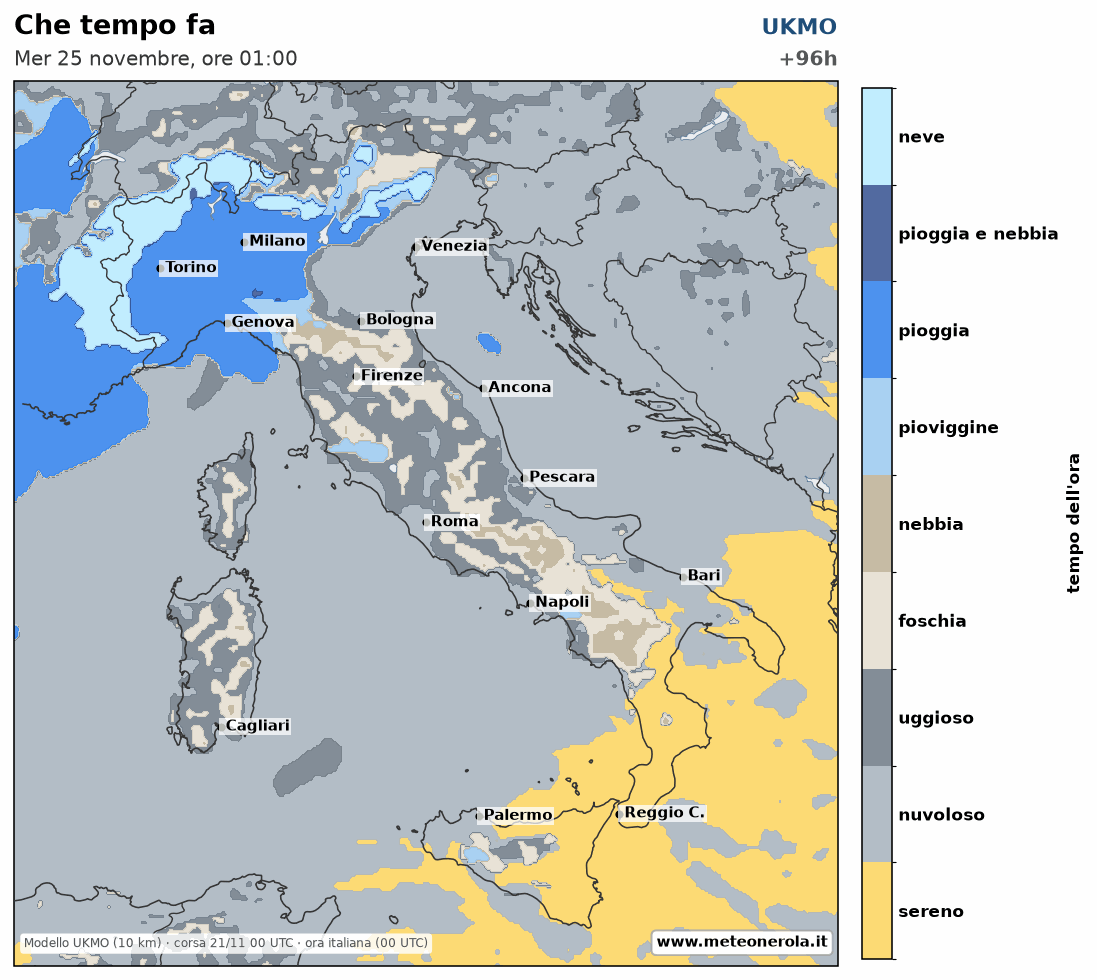 Che tempo fa
UKMO
Mer 25 novembre, ore 01:00
+96h
neve
pioggia e nebbia
pioggia
pioviggine
nebbia
foschia
uggioso
nuvoloso
sereno
tempo dell'ora
Milano
Venezia
Torino
Genova
Bologna
Firenze
Ancona
Pescara
Roma
Bari
Napoli
Cagliari
Palermo
Reggio C.
Modello UKMO (10 km) · corsa 21/11 00 UTC · ora italiana (00 UTC)
www.meteonerola.it